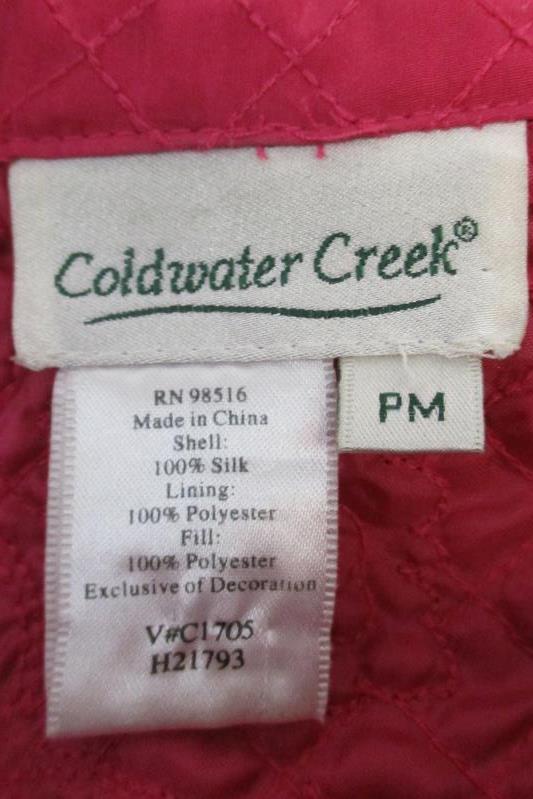 Coldwater Creek®
PM
RN 98516
Made in China
Shell:
100% Silk
Lining:
100% Polyester
Fill:
100% Polyester
Exclusive of Decoration
V#C1705
H21793